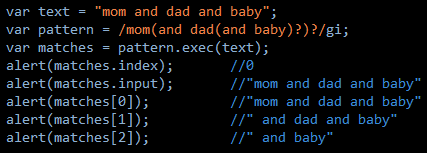 var text = "mom and dad and baby";
var pattern = /mom(and dad(and baby)?)?/gi;
var matches = pattern.exec(text);
alert(matches.index);        //0
alert(matches.input);        //"mom and dad and baby"
alert(matches[0]);           //"mom and dad and baby"
alert(matches[1]);           //" and dad and baby"
alert(matches[2]);           //" and baby"